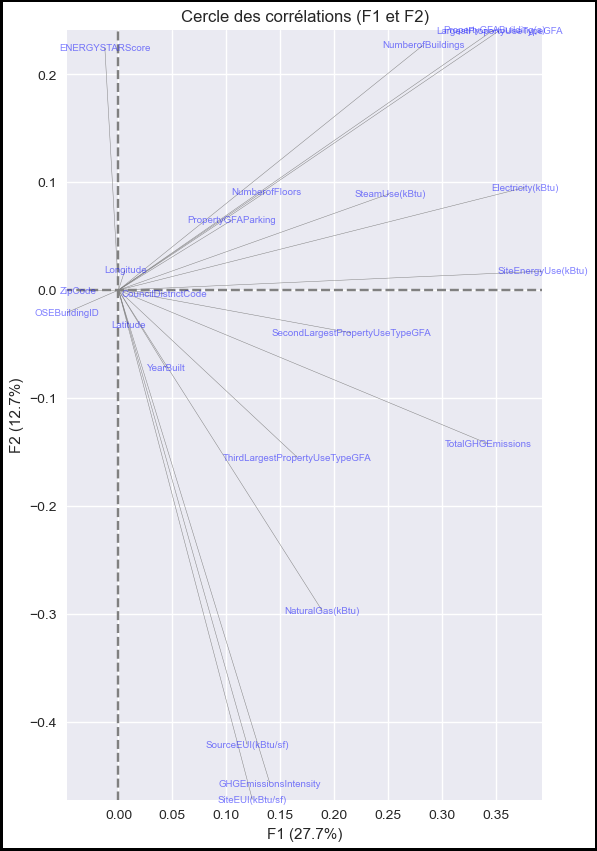 Cercle des corrélations (F1 et F2)
LargestPropertyUseTypeGFA
NumberofBuildings
ENERGYSTARScore
0.2
Electricity(kBtu)
NumberofFloors
SteamUse(kBtu)
0.1
PropertyGFAParking
Longitude
SiteEnergyUse(kBtu)
ZipCode
0.0
CouncilDistrictCode
OSEBuildingID
Latitude
SecondLargestPropertyUseTypeGFA
YearBuilt
−0.1
F2 (12.7%)
TotalGHGEmissions
ThirdLargestPropertyUseTypeGFA
−0.2
NaturalGas(kBtu)
−0.3
−0.4
SourceEUI(kBtu/sf)
GHGEmissionsIntensity
SiteEUI(kBtu/sf)
0.00 0.05 0.10 0.15 0.20 0.25 0.30 0.35
F1 (27.7%)